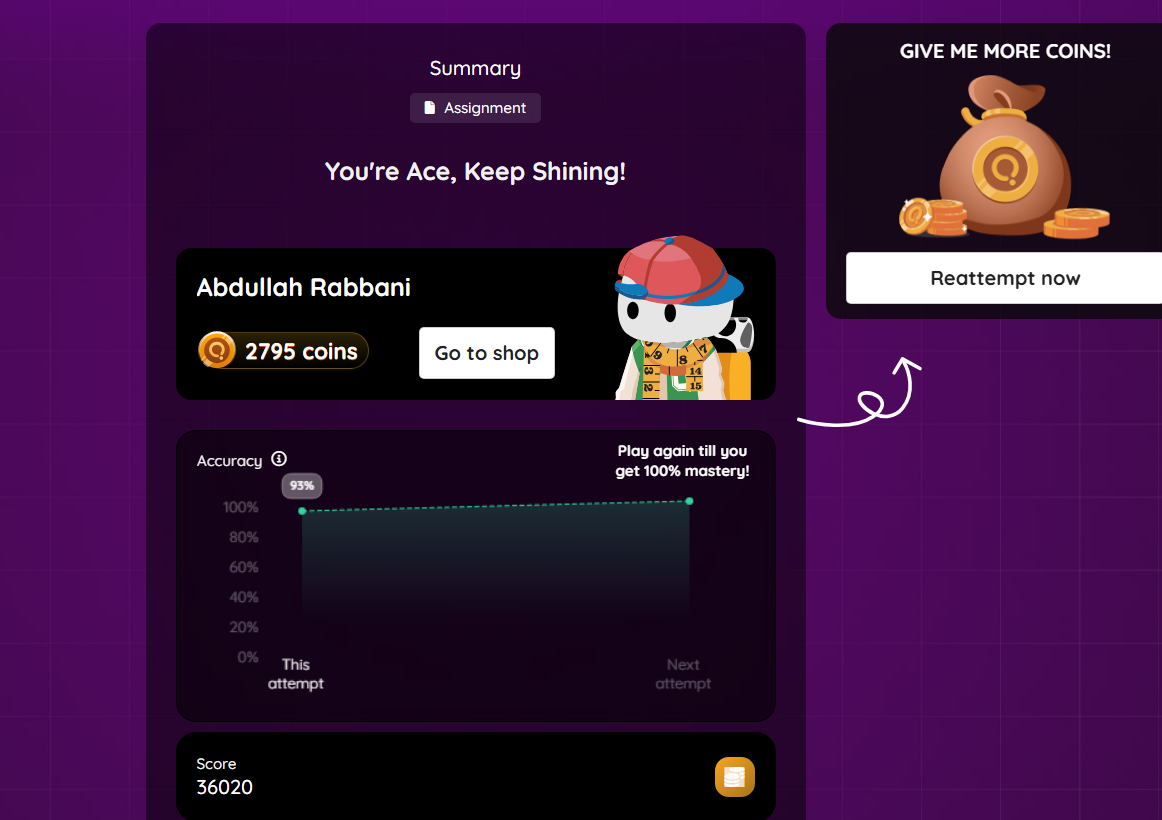 Summary
Assignment
You're Ace, Keep Shining!
Abdullah Rabbani
2795 coins
Go to shop
Accuracy
Play again till you
get 100% mastery!
93%
100%
80%
60%
40%
20%
0%
This
attempt
Next
attempt
Score
36020
GIVE ME MORE COINS!
Reattempt now